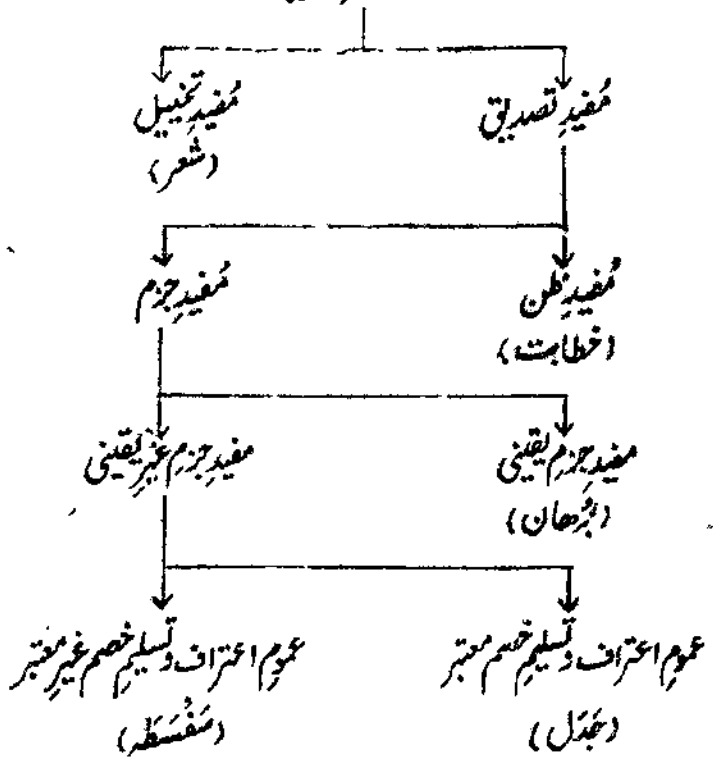 مُفیدِ تصدیق
مُفیدِ تخییل
(شعر)
مُفیدِ ظن
(خطابت)
مُفیدِ جزم
مفیدِ جزمِ یقینی
(بُرھان)
مفیدِ جزمِ غیرِ یقینی
عمومِ اعتراف و تسلیمِ خصم معتبر
(جَدَل)
عمومِ اعتراف و تسلیمِ خصم غیرِ معتبر
(سَفْسَطَہ)